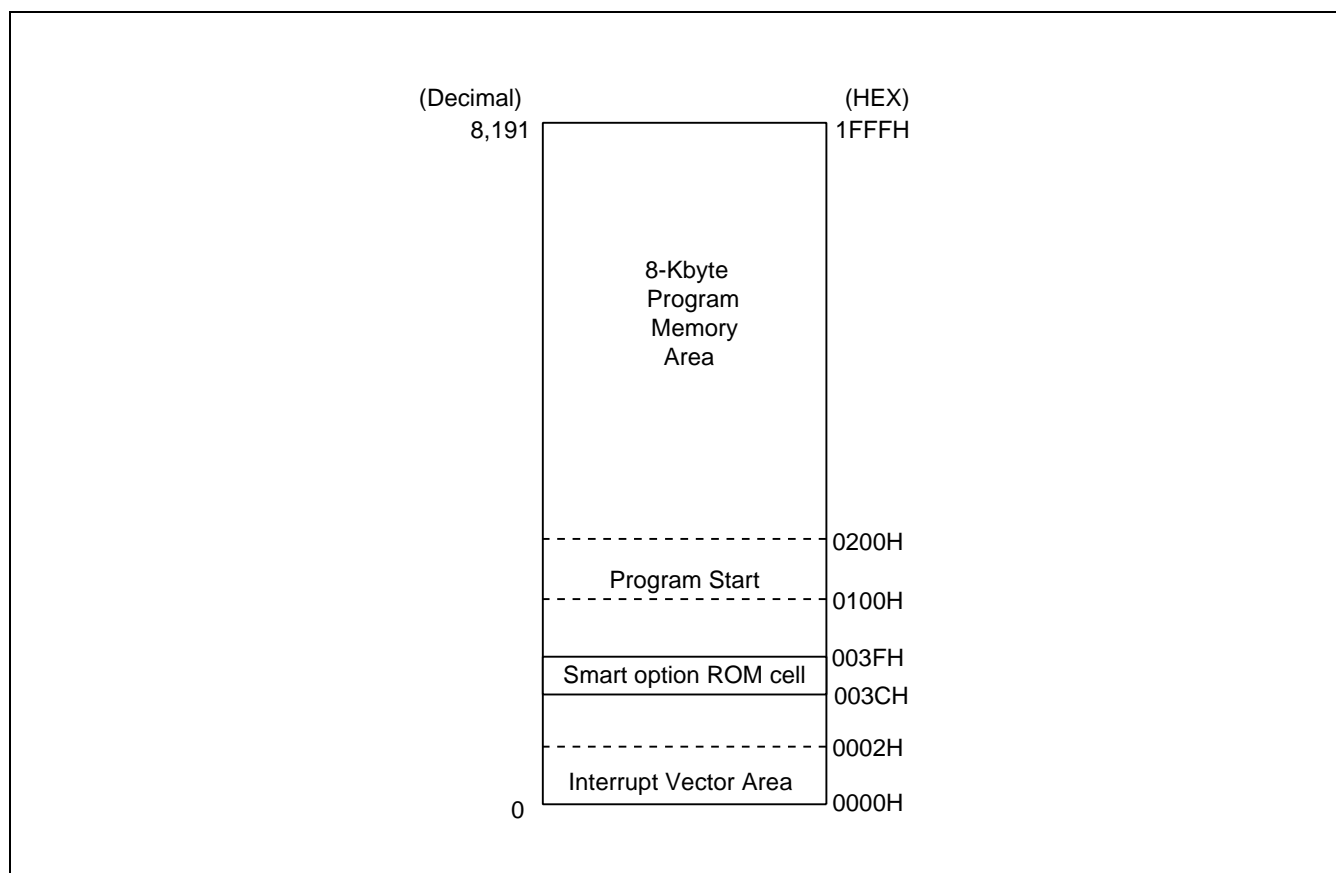 (Decimal)
(HEX)
8,191
1FFFH
8-Kbyte
Program
Memory
Area
0200H
Program Start
0100H
003FH
Smart option ROM cell
003CH
0002H
Interrupt Vector Area
0
0000H